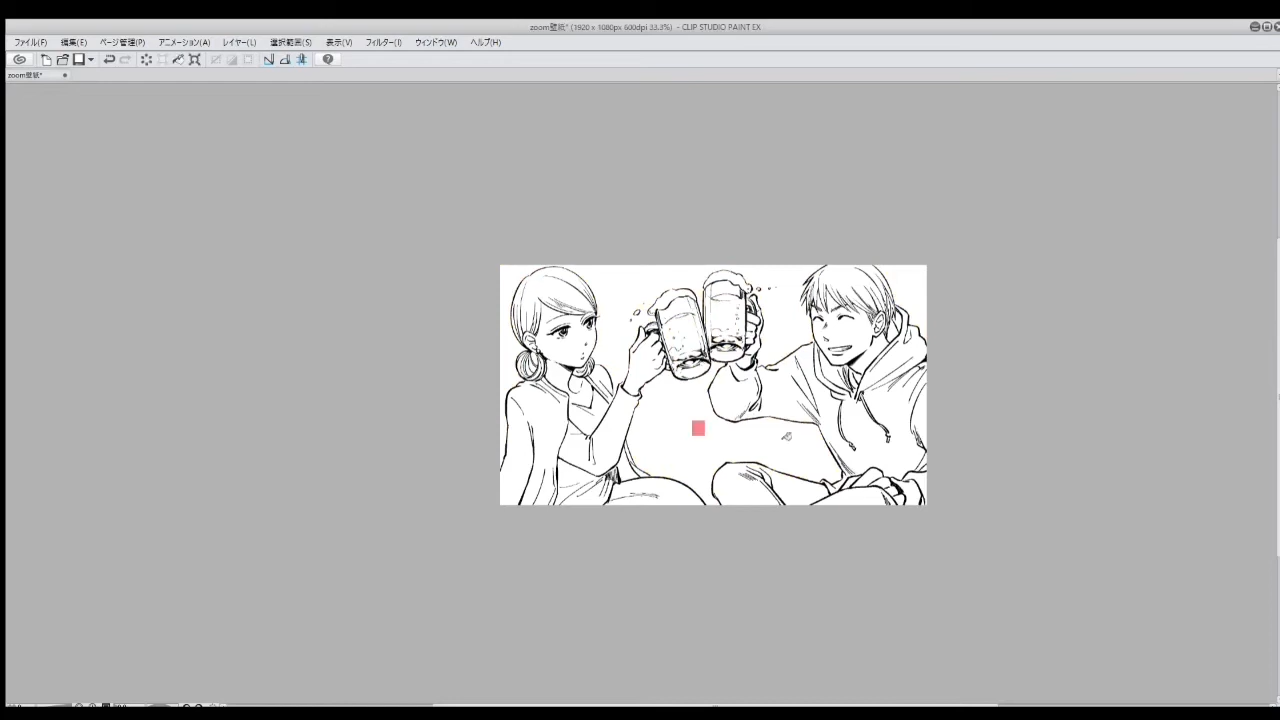 zoom壁紙* (1920 x 1080px 600dpi 33.3%) - CLIP STUDIO PAINT EX
ファイル(F) 編集(E) ページ管理(P) アニメーション(A) レイヤー(L) 選択範囲(S) 表示(V) フィルター(I) ウィンドウ(W) ヘルプ(H)
zoom壁紙*